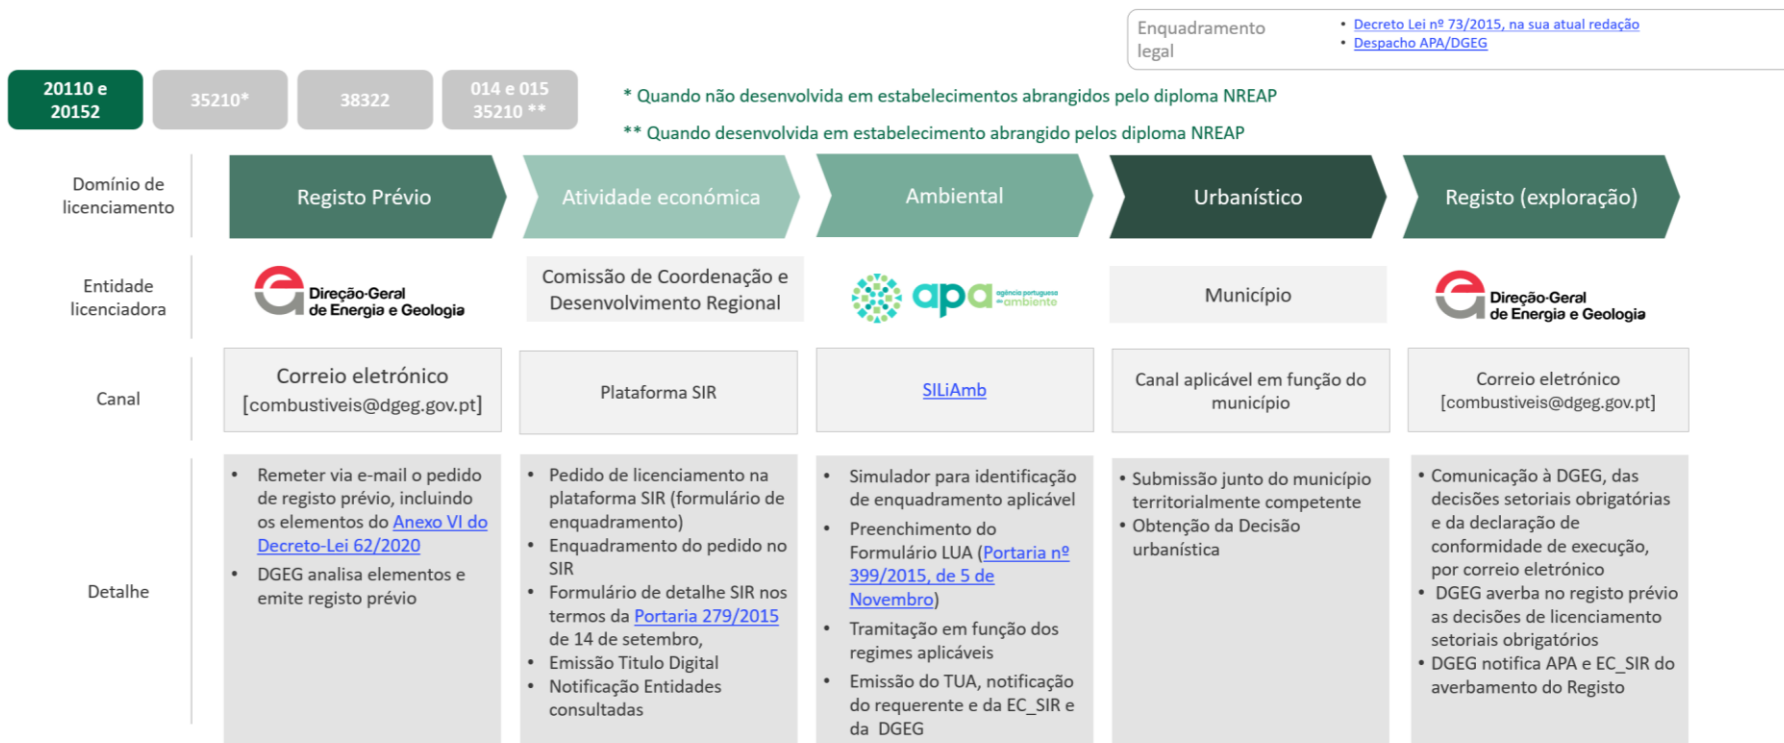 Enquadramento
legal
• Decreto Lei nº 73/2015, na sua atual redação
• Despacho APA/DGEG
20110 e
20152
35210*
38322
014 e 015
35210 **
* Quando não desenvolvida em estabelecimentos abrangidos pelo diploma NREAP
** Quando desenvolvida em estabelecimento abrangido pelos diploma NREAP
Domínio de
licenciamento
Registo Prévio
Atividade económica
Ambiental
Urbanístico
Registo (exploração)
Entidade
licenciadora
Direção-Geral
de Energia e Geologia
Comissão de Coordenação e
Desenvolvimento Regional
apa
agência portuguesa
do ambiente
Município
Direção-Geral
de Energia e Geologia
Canal
Correio eletrónico
[combustiveis@dgeg.gov.pt]
Plataforma SIR
SILiAmb
Canal aplicável em função do
município
Correio eletrónico
[combustiveis@dgeg.gov.pt]
Detalhe
• Remeter via e-mail o pedido
de registo prévio, incluindo
os elementos do Anexo VI do
Decreto-Lei 62/2020
• DGEG analisa elementos e
emite registo prévio
• Pedido de licenciamento na
plataforma SIR (formulário de
enquadramento)
• Enquadramento do pedido no
SIR
• Formulário de detalhe SIR nos
termos da Portaria 279/2015
de 14 de setembro,
• Emissão Titulo Digital
• Notificação Entidades
consultadas
• Simulador para identificação
de enquadramento aplicável
• Preenchimento do
Formulário LUA (Portaria nº
399/2015, de 5 de
Novembro)
• Tramitação em função dos
regimes aplicáveis
• Emissão do TUA, notificação
do requerente e da EC_SIR e
da DGEG
• Submissão junto do município
territorialmente competente
• Obtenção da Decisão
urbanística
• Comunicação à DGEG, das
decisões setoriais obrigatórias
e da declaração de
conformidade de execução,
por correio eletrónico
• DGEG averba no registo prévio
as decisões de licenciamento
setoriais obrigatórios
• DGEG notifica APA e EC_SIR do
averbamento do Registo